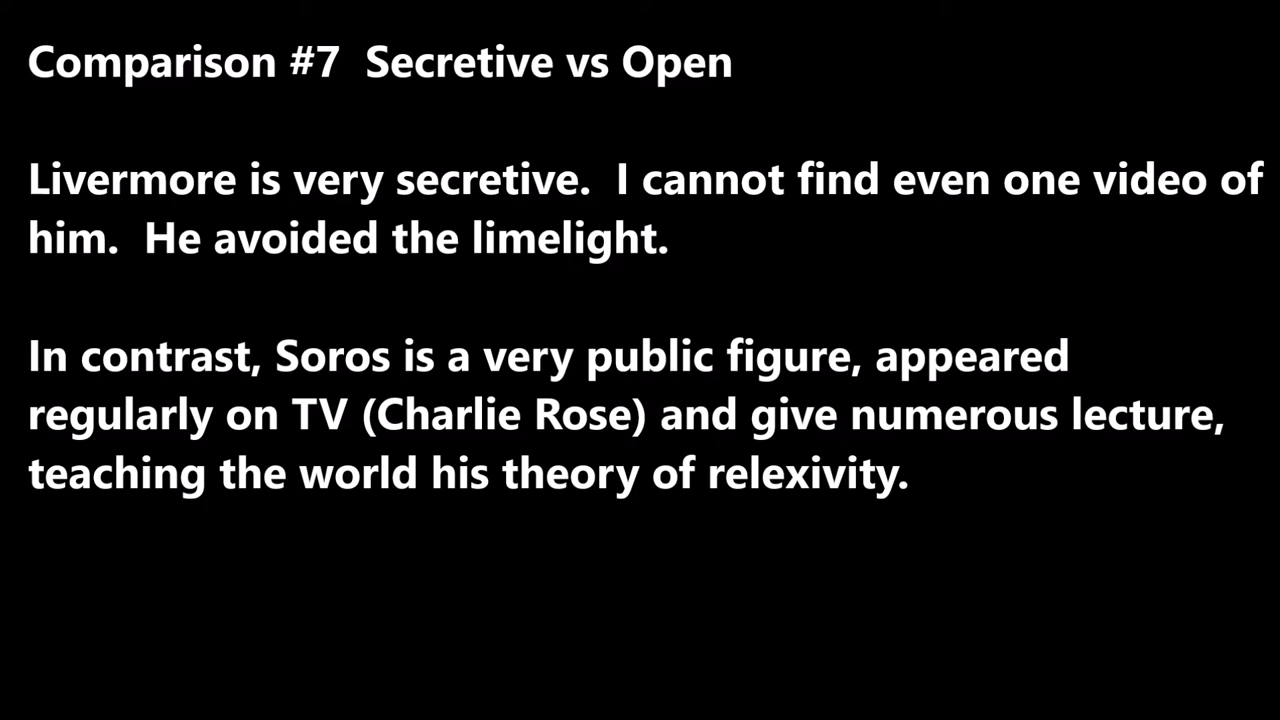 Comparison #7  Secretive vs Open
Livermore is very secretive.  I cannot find even one video of
him.  He avoided the limelight.
In contrast, Soros is a very public figure, appeared
regularly on TV (Charlie Rose) and give numerous lecture,
teaching the world his theory of relexivity.